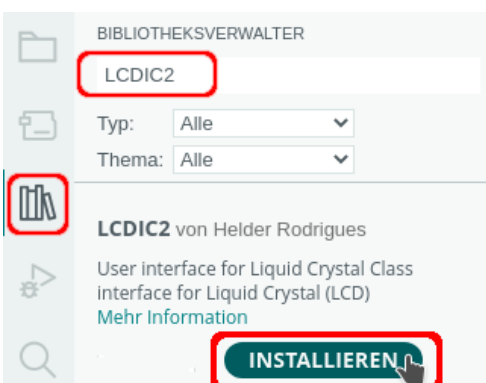 BIBLIOTHEKSVERWALTER
LCDIC2
Typ: Alle
Thema: Alle
LCDIC2 von Helder Rodrigues
User interface for Liquid Crystal Class
interface for Liquid Crystal (LCD)
Mehr Information
INSTALLIEREN